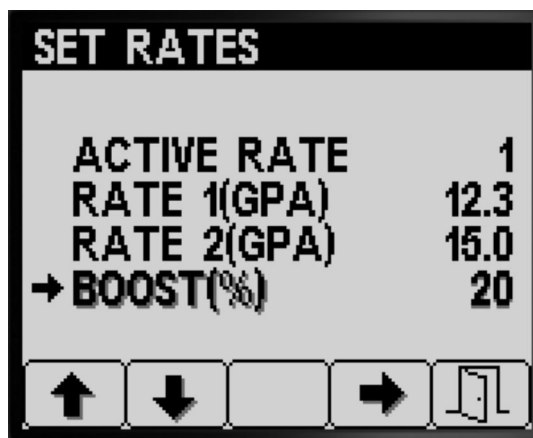 SET RATES
ACTIVE RATE 1
RATE 1(GPA) 12.3
RATE 2(GPA) 15.0
BOOST(%) 20